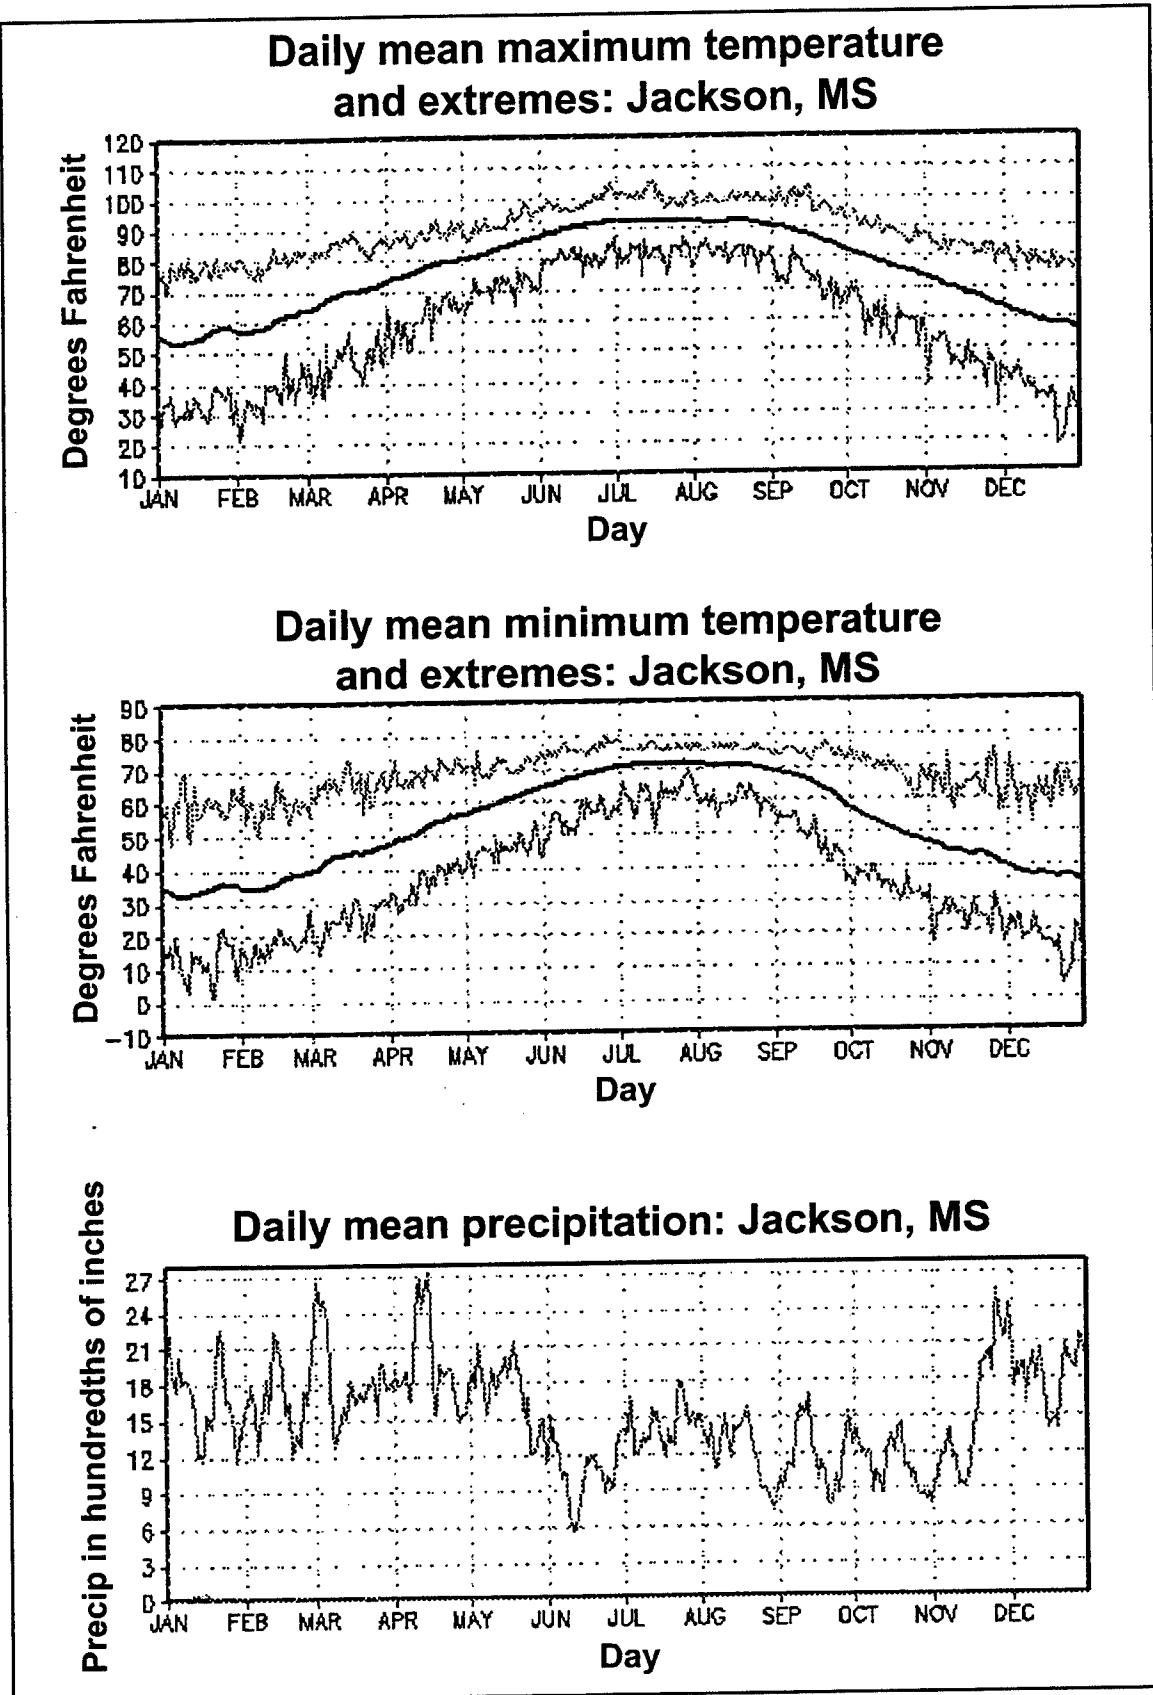 Daily mean maximum temperature
and extremes: Jackson, MS
Degrees Fahrenheit
120
110
100
90
80
70
60
50
40
30
20
10
JAN FEB MAR APR MAY JUN JUL AUG SEP OCT NOV DEC
Day
Daily mean minimum temperature
and extremes: Jackson, MS
Degrees Fahrenheit
90
80
70
60
50
40
30
20
10
0
-10
JAN FEB MAR APR MAY JUN JUL AUG SEP OCT NOV DEC
Day
Daily mean precipitation: Jackson, MS
Precip in hundredths of inches
27
24
21
18
15
12
9
6
3
0
JAN FEB MAR APR MAY JUN JUL AUG SEP OCT NOV DEC
Day